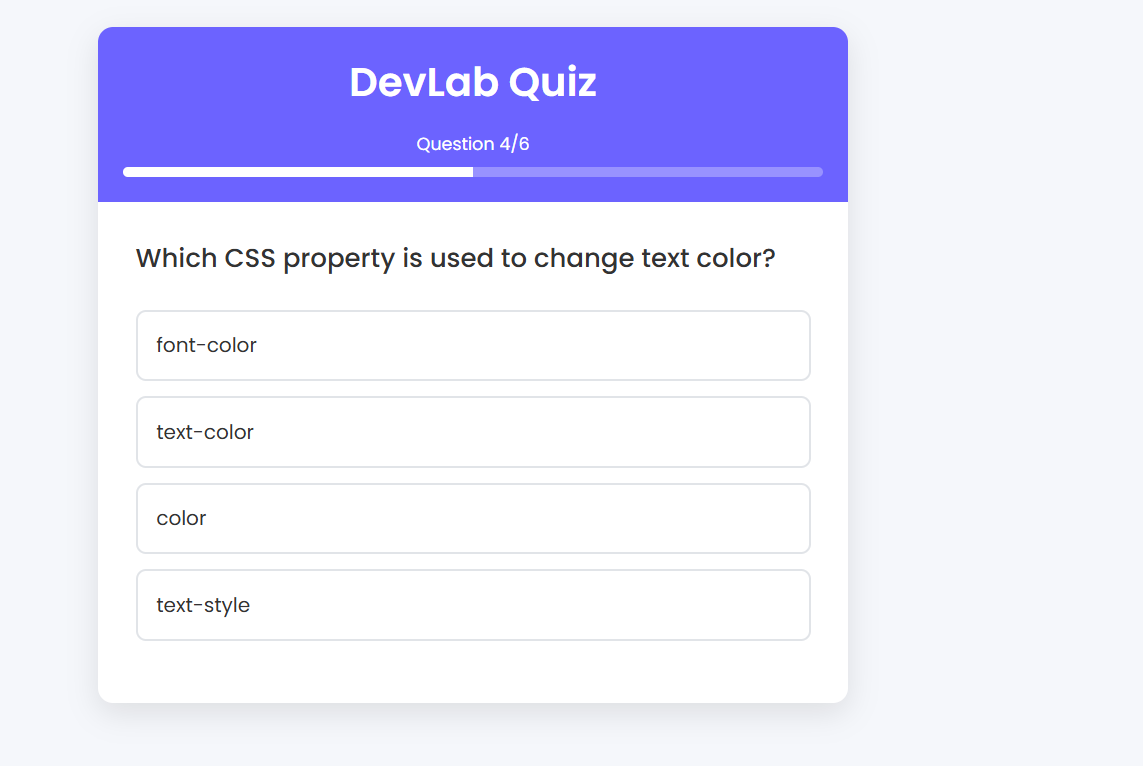 DevLab Quiz
Question 4/6
Which CSS property is used to change text color?
font-color
text-color
color
text-style